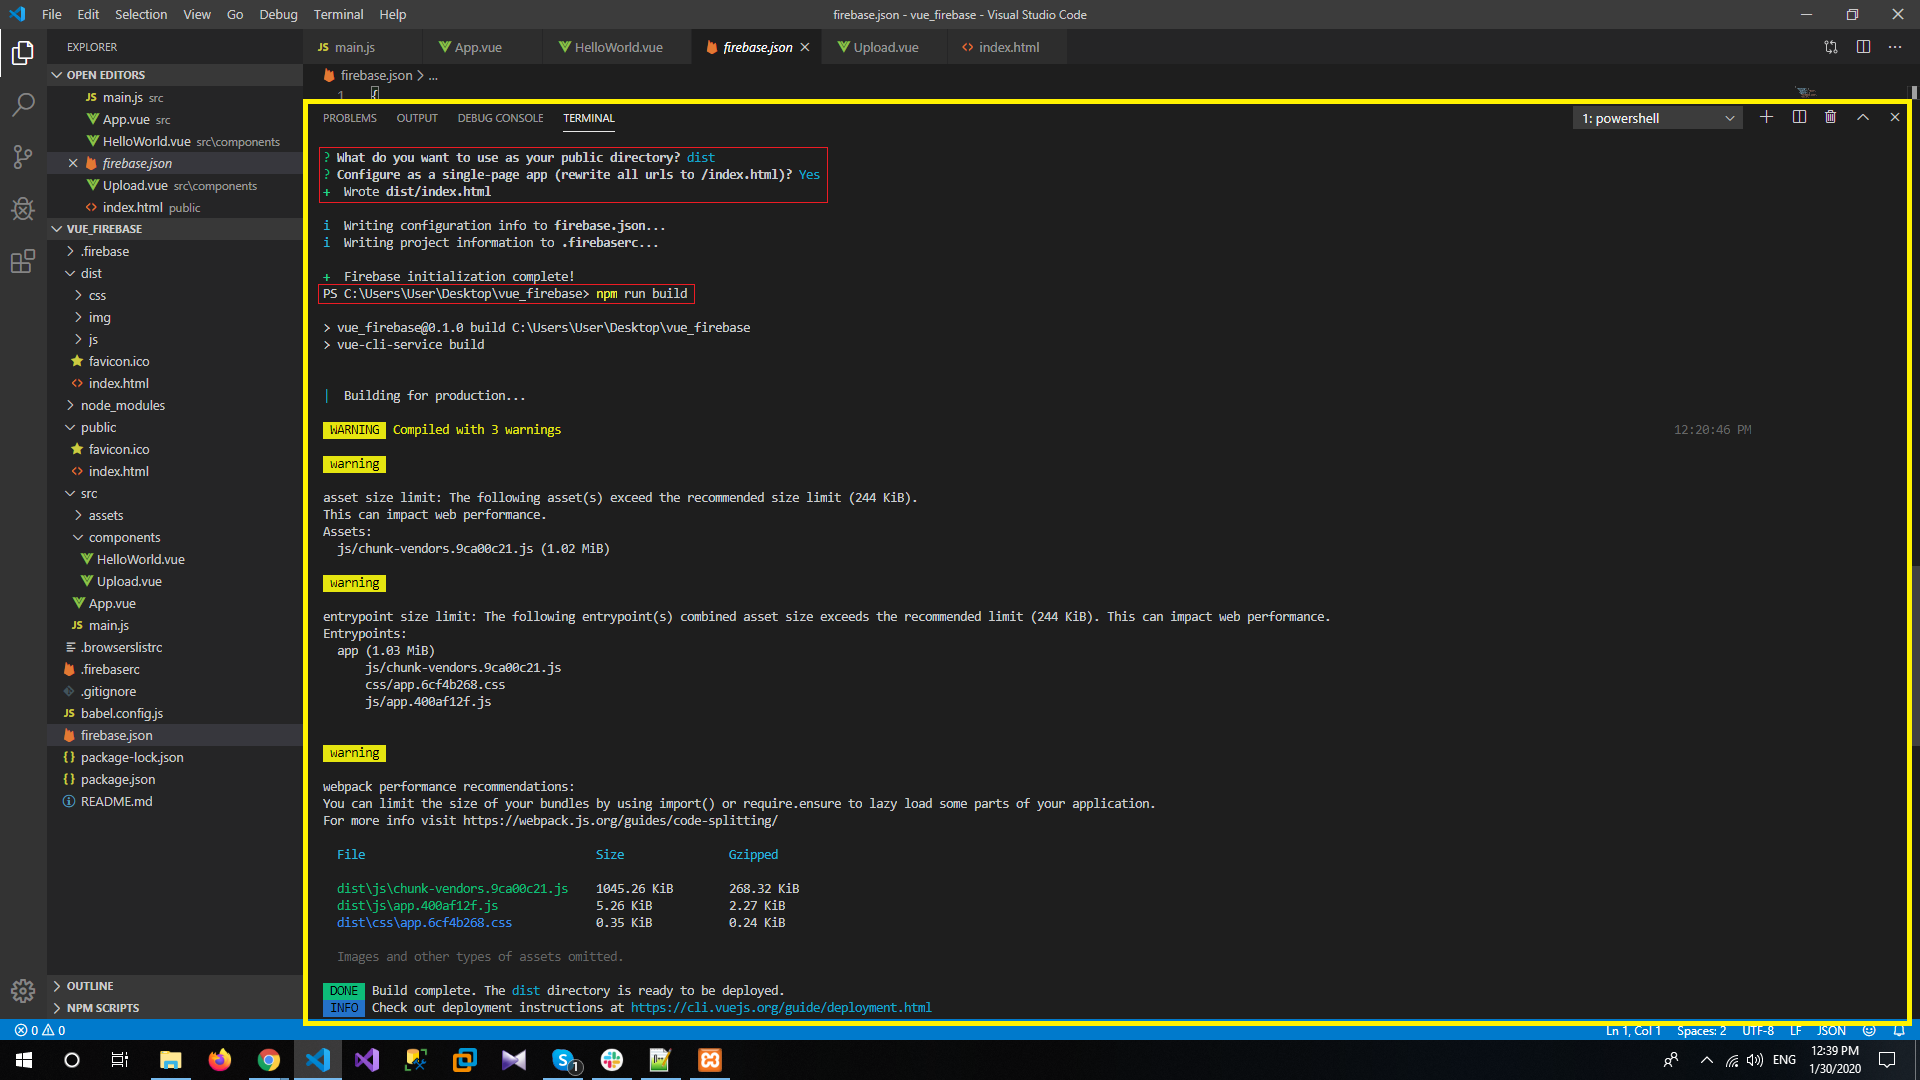 File Edit Selection View Go Debug Terminal Help
firebase.json - vue_firebase - Visual Studio Code
EXPLORER
OPEN EDITORS
JS main.js src
App.vue src
HelloWorld.vue src\components
firebase.json
Upload.vue src\components
index.html public
VUE_FIREBASE
.firebase
dist
css
img
js
favicon.ico
index.html
node_modules
public
favicon.ico
index.html
src
assets
components
HelloWorld.vue
Upload.vue
App.vue
JS main.js
.browserslistrc
.firebaserc
.gitignore
JS babel.config.js
firebase.json
{} package-lock.json
{} package.json
README.md
OUTLINE
NPM SCRIPTS
JS main.js App.vue HelloWorld.vue firebase.json Upload.vue index.html
firebase.json > ...
1 {
PROBLEMS OUTPUT DEBUG CONSOLE TERMINAL 1: powershell
? What do you want to use as your public directory? dist
? Configure as a single-page app (rewrite all urls to /index.html)? Yes
+ Wrote dist/index.html
i Writing configuration info to firebase.json...
i Writing project information to .firebaserc...
+ Firebase initialization complete!
PS C:\Users\User\Desktop\vue_firebase> npm run build
> vue_firebase@0.1.0 build C:\Users\User\Desktop\vue_firebase
> vue-cli-service build
| Building for production...
WARNING Compiled with 3 warnings 12:20:46 PM
warning
asset size limit: The following asset(s) exceed the recommended size limit (244 KiB).
This can impact web performance.
Assets:
js/chunk-vendors.9ca00c21.js (1.02 MiB)
warning
entrypoint size limit: The following entrypoint(s) combined asset size exceeds the recommended limit (244 KiB). This can impact web performance.
Entrypoints:
app (1.03 MiB)
js/chunk-vendors.9ca00c21.js
css/app.6cf4b268.css
js/app.400af12f.js
warning
webpack performance recommendations:
You can limit the size of your bundles by using import() or require.ensure to lazy load some parts of your application.
For more info visit https://webpack.js.org/guides/code-splitting/
File Size Gzipped
dist\js\chunk-vendors.9ca00c21.js 1045.26 KiB 268.32 KiB
dist\js\app.400af12f.js 5.26 KiB 2.27 KiB
dist\css\app.6cf4b268.css 0.35 KiB 0.24 KiB
Images and other types of assets omitted.
DONE Build complete. The dist directory is ready to be deployed.
INFO Check out deployment instructions at https://cli.vuejs.org/guide/deployment.html
0 0 Ln 1, Col 1 Spaces: 2 UTF-8 LF JSON
1 ENG 12:39 PM
1/30/2020